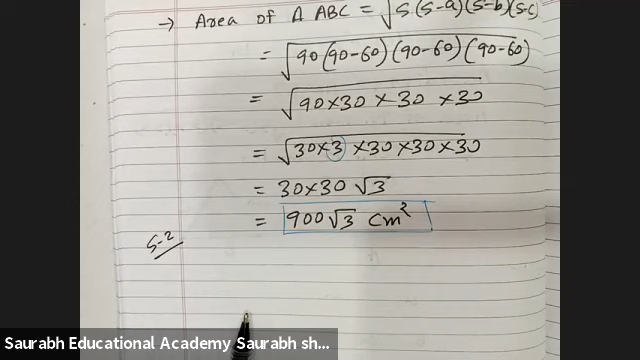 → Area of Δ ABC = √S(S-a)(S-b)(S-c)
= √90(90-60)(90-60)(90-60)
= √90×30×30×30
= √30×3×30×30×30
= 30×30 √3
= 900√3 cm²
S-2
Saurabh Educational Academy Saurabh sh...